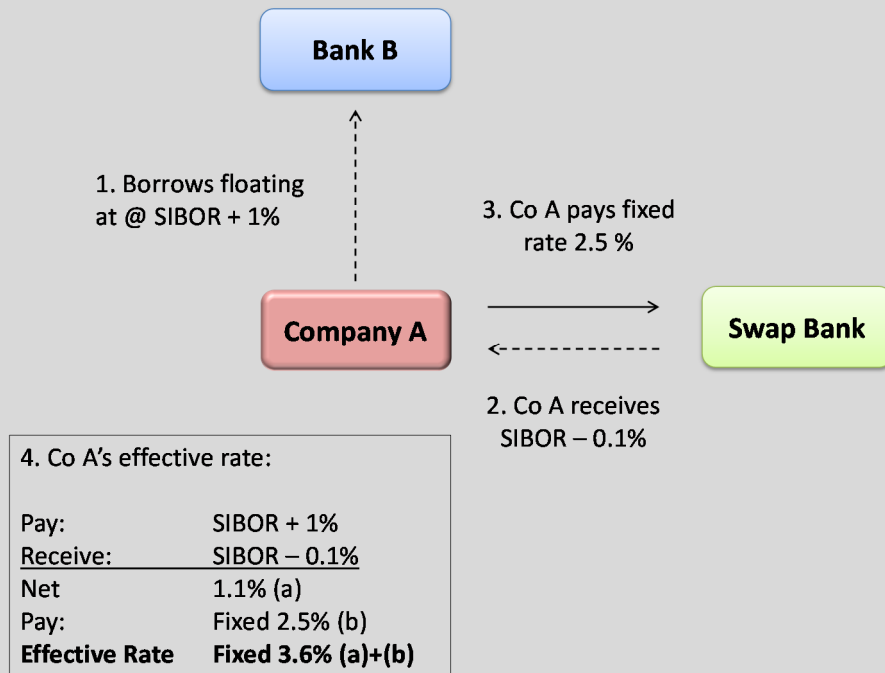 Bank B
1. Borrows floating
at @ SIBOR + 1%
3. Co A pays fixed
rate 2.5 %
Company A
Swap Bank
2. Co A receives
SIBOR – 0.1%
4. Co A’s effective rate:
Pay: SIBOR + 1%
Receive: SIBOR – 0.1%
Net 1.1% (a)
Pay: Fixed 2.5% (b)
Effective Rate Fixed 3.6% (a)+(b)